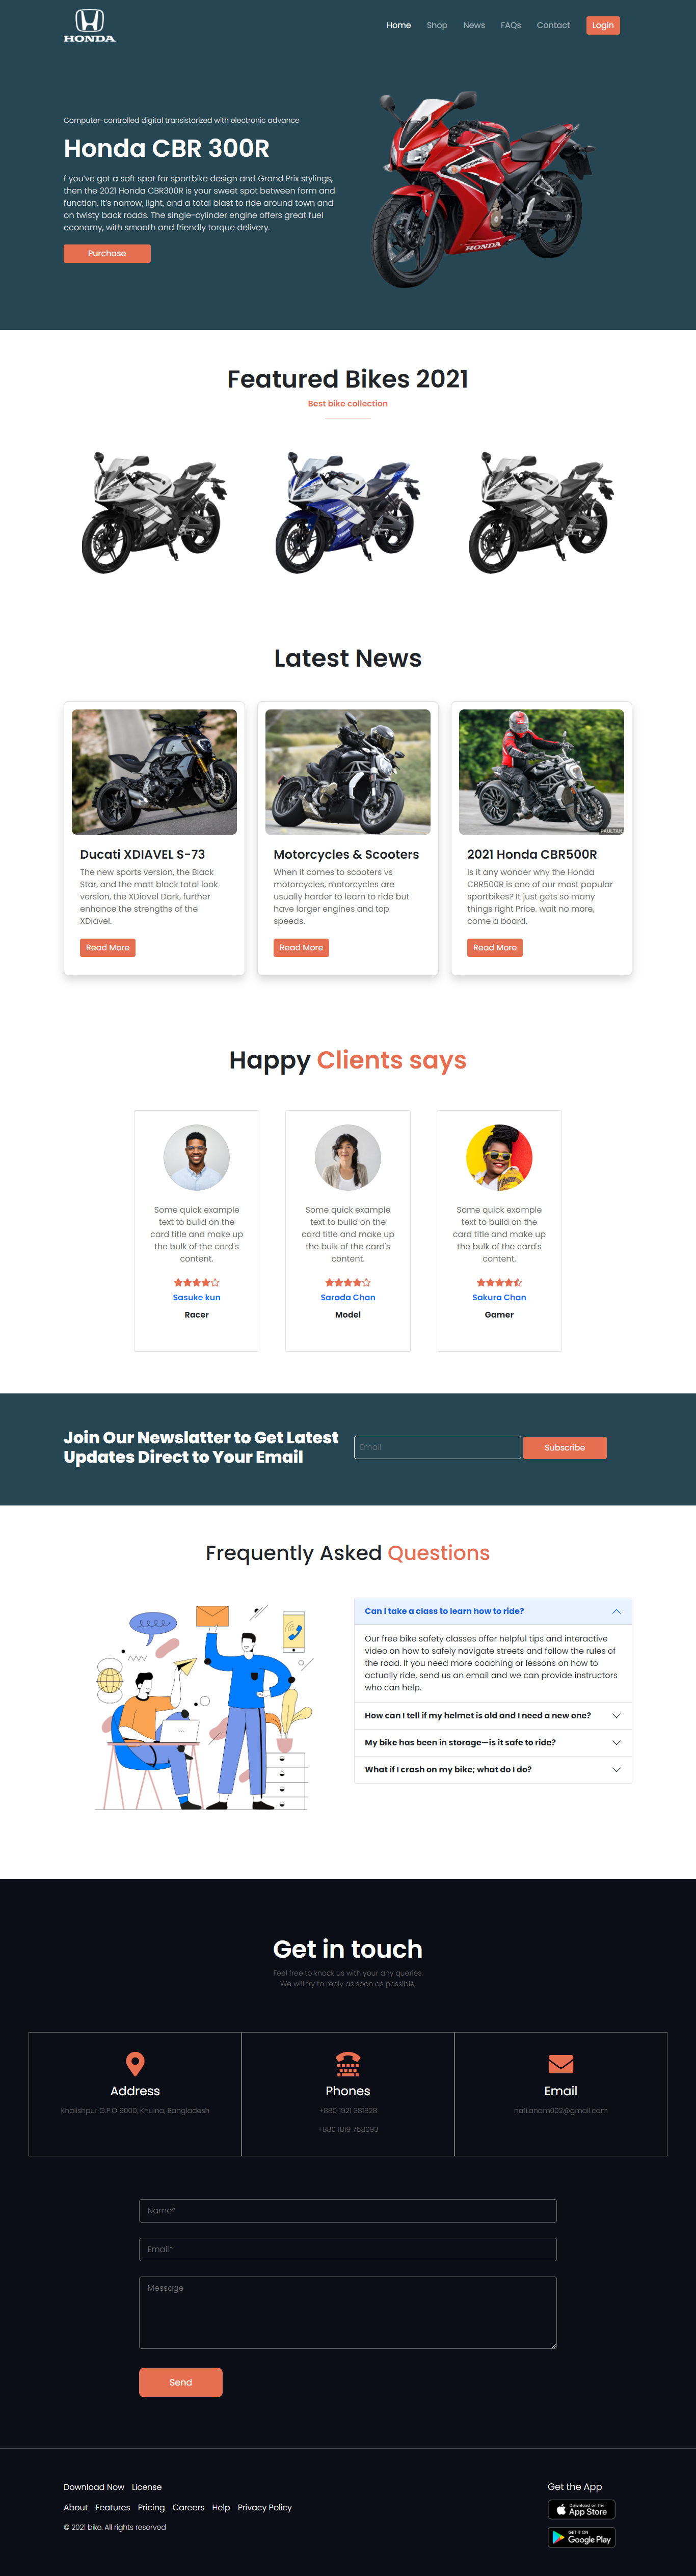 HONDA
Home Shop News FAQs Contact Login
Computer-controlled digital transistorized with electronic advance
Honda CBR 300R
f you've got a soft spot for sportbike design and Grand Prix stylings,
then the 2021 Honda CBR300R is your sweet spot between form and
function. It's narrow, light, and a total blast to ride around town and
on twisty back roads. The single-cylinder engine offers great fuel
economy, with smooth and friendly torque delivery.
Purchase
HONDA
Featured Bikes 2021
Best bike collection
Latest News
PAULTAN
Ducati XDIAVEL S-73
The new sports version, the Black
Star, and the matt black total look
version, the XDiavel Dark, further
enhance the strengths of the
XDiavel.
Read More
Motorcycles & Scooters
When it comes to scooters vs
motorcycles, motorcycles are
usually harder to learn to ride but
have larger engines and top
speeds.
Read More
2021 Honda CBR500R
Is it any wonder why the Honda
CBR500R is one of our most popular
sportbikes? It just gets so many
things right Price. wait no more,
come a board.
Read More
Happy Clients says
Some quick example
text to build on the
card title and make up
the bulk of the card's
content.
Sasuke kun
Racer
Some quick example
text to build on the
card title and make up
the bulk of the card's
content.
Sarada Chan
Model
Some quick example
text to build on the
card title and make up
the bulk of the card's
content.
Sakura Chan
Gamer
Join Our Newslatter to Get Latest
Updates Direct to Your Email
Email
Subscribe
Frequently Asked Questions
Can I take a class to learn how to ride?
Our free bike safety classes offer helpful tips and interactive
video on how to safely navigate streets and follow the rules of
the road. If you need more coaching or lessons on how to
actually ride, send us an email and we can provide instructors
who can help.
How can I tell if my helmet is old and I need a new one?
My bike has been in storage—is it safe to ride?
What if I crash on my bike; what do I do?
Get in touch
Feel free to knock us with your any queries.
We will try to reply as soon as possible.
Address
Khalishpur G.P.O 9000, Khulna, Bangladesh
Phones
+880 1921 381828
+880 1819 758093
Email
nafi.anam002@gmail.com
Name*
Email*
Message
Send
Download Now License
About Features Pricing Careers Help Privacy Policy
© 2021 bike. All rights reserved
Get the App
Download on the
App Store
GET IT ON
Google Play